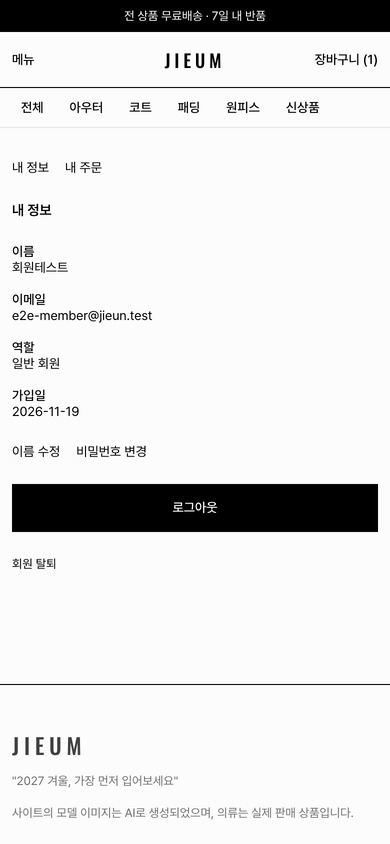 전 상품 무료배송 · 7일 내 반품
메뉴 JIEUM 장바구니 (1)
전체 아우터 코트 패딩 원피스 신상품
내 정보 내 주문
내 정보
이름
회원테스트
이메일
e2e-member@jieun.test
역할
일반 회원
가입일
2026-11-19
이름 수정 비밀번호 변경
로그아웃
회원 탈퇴
JIEUM
"2027 겨울, 가장 먼저 입어보세요"
사이트의 모델 이미지는 AI로 생성되었으며, 의류는 실제 판매 상품입니다.